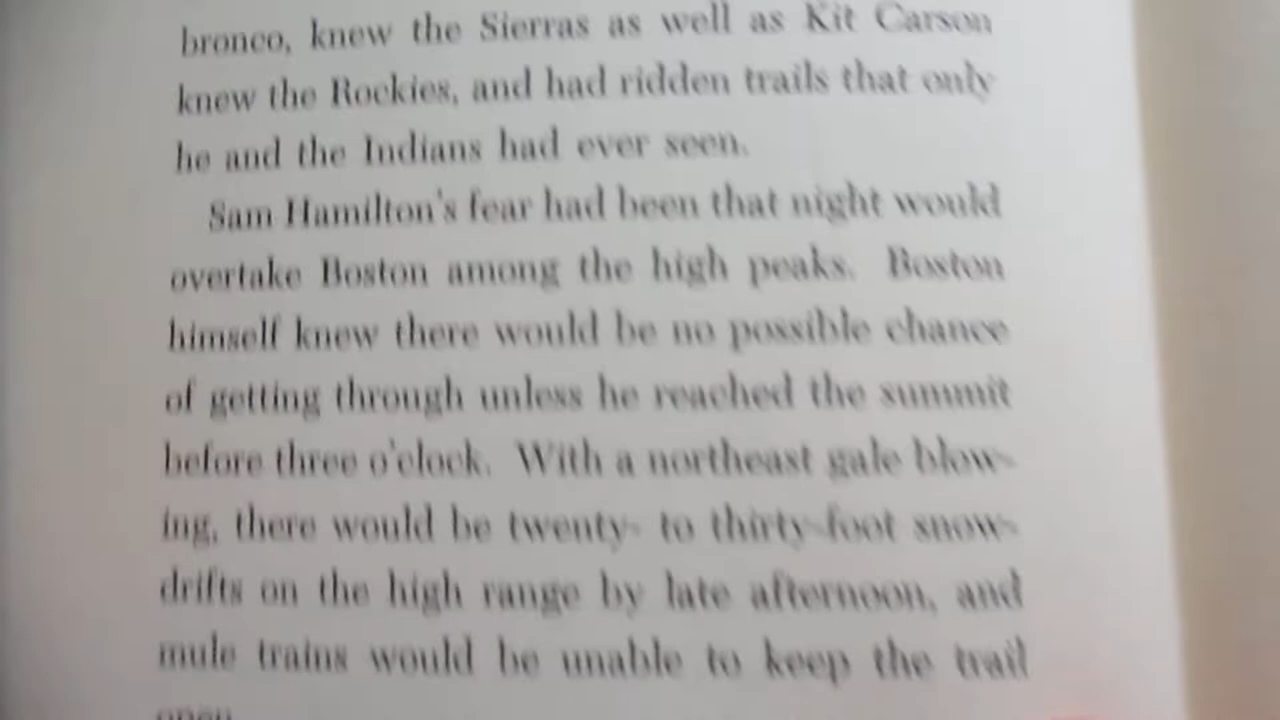 bronco, knew the Sierras as well as Kit Carson
knew the Rockies, and had ridden trails that only
he and the Indians had ever seen.
Sam Hamilton's fear had been that night would
overtake Boston among the high peaks. Boston
himself knew there would be no possible chance
of getting through unless he reached the summit
before three o'clock. With a northeast gale blow-
ing, there would be twenty- to thirty-foot snow-
drifts on the high range by late afternoon, and
mule trains would be unable to keep the trail
open